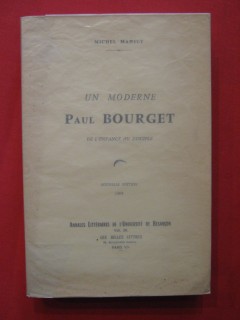 MICHEL MANSUY
UN MODERNE
PAUL BOURGET
DE L'ENFANCE AU DISCIPLE
ANNALES LITTÉRAIRES DE L'UNIVERSITÉ DE BESANÇON
LES BELLES LETTRES